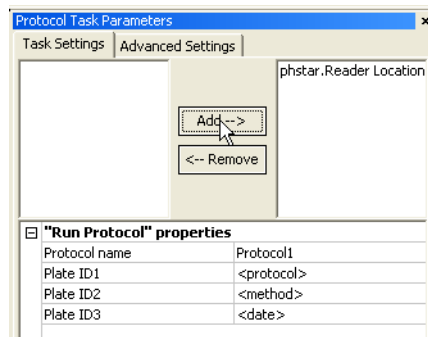 Protocol Task Parameters
Task Settings
Advanced Settings
phstar.Reader Location
Add -->
<-- Remove
"Run Protocol" properties
Protocol name Protocol1
Plate ID1 <protocol>
Plate ID2 <method>
Plate ID3 <date>